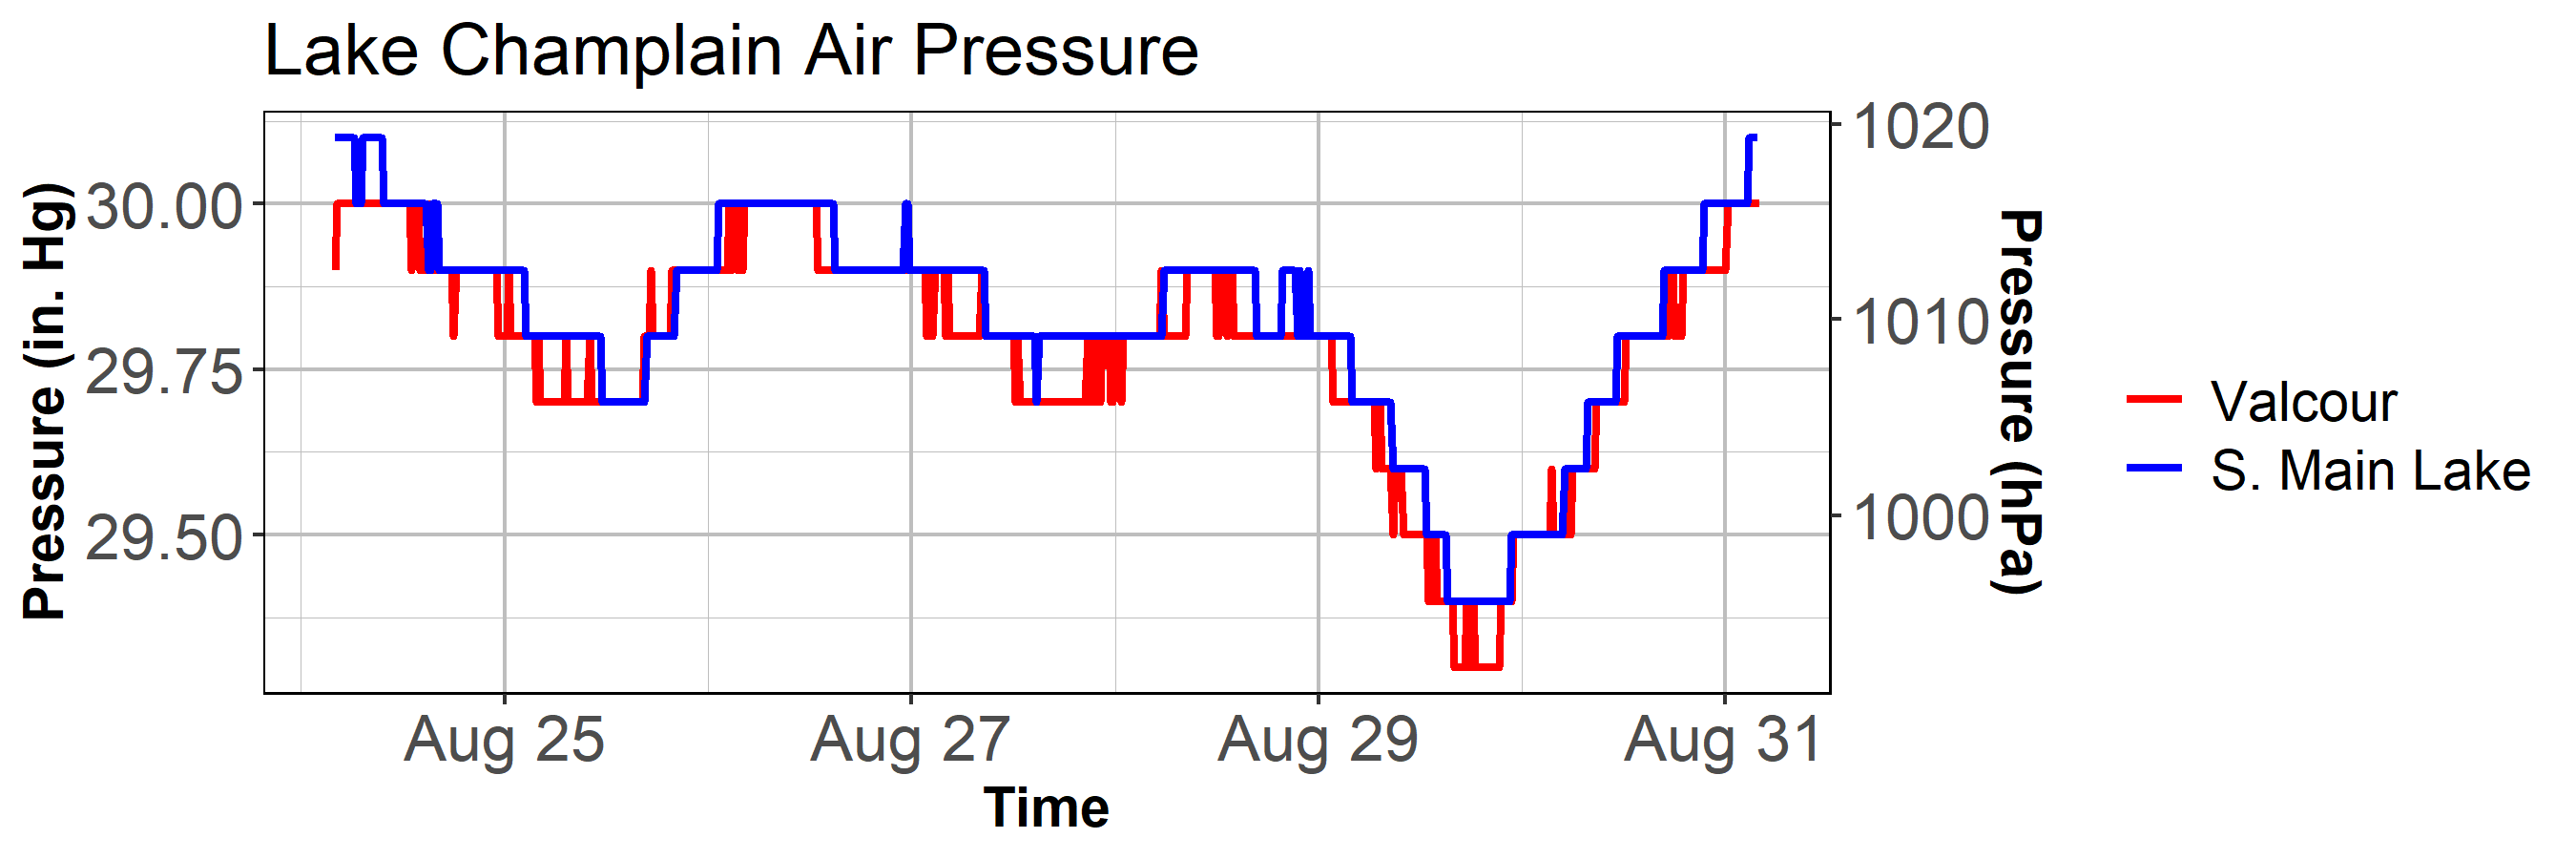 Lake Champlain Air Pressure
Pressure (in. Hg)
30.00
29.75
29.50
1020
1010
1000
Pressure (hPa)
Aug 25
Aug 27
Aug 29
Aug 31
Time
Valcour
S. Main Lake